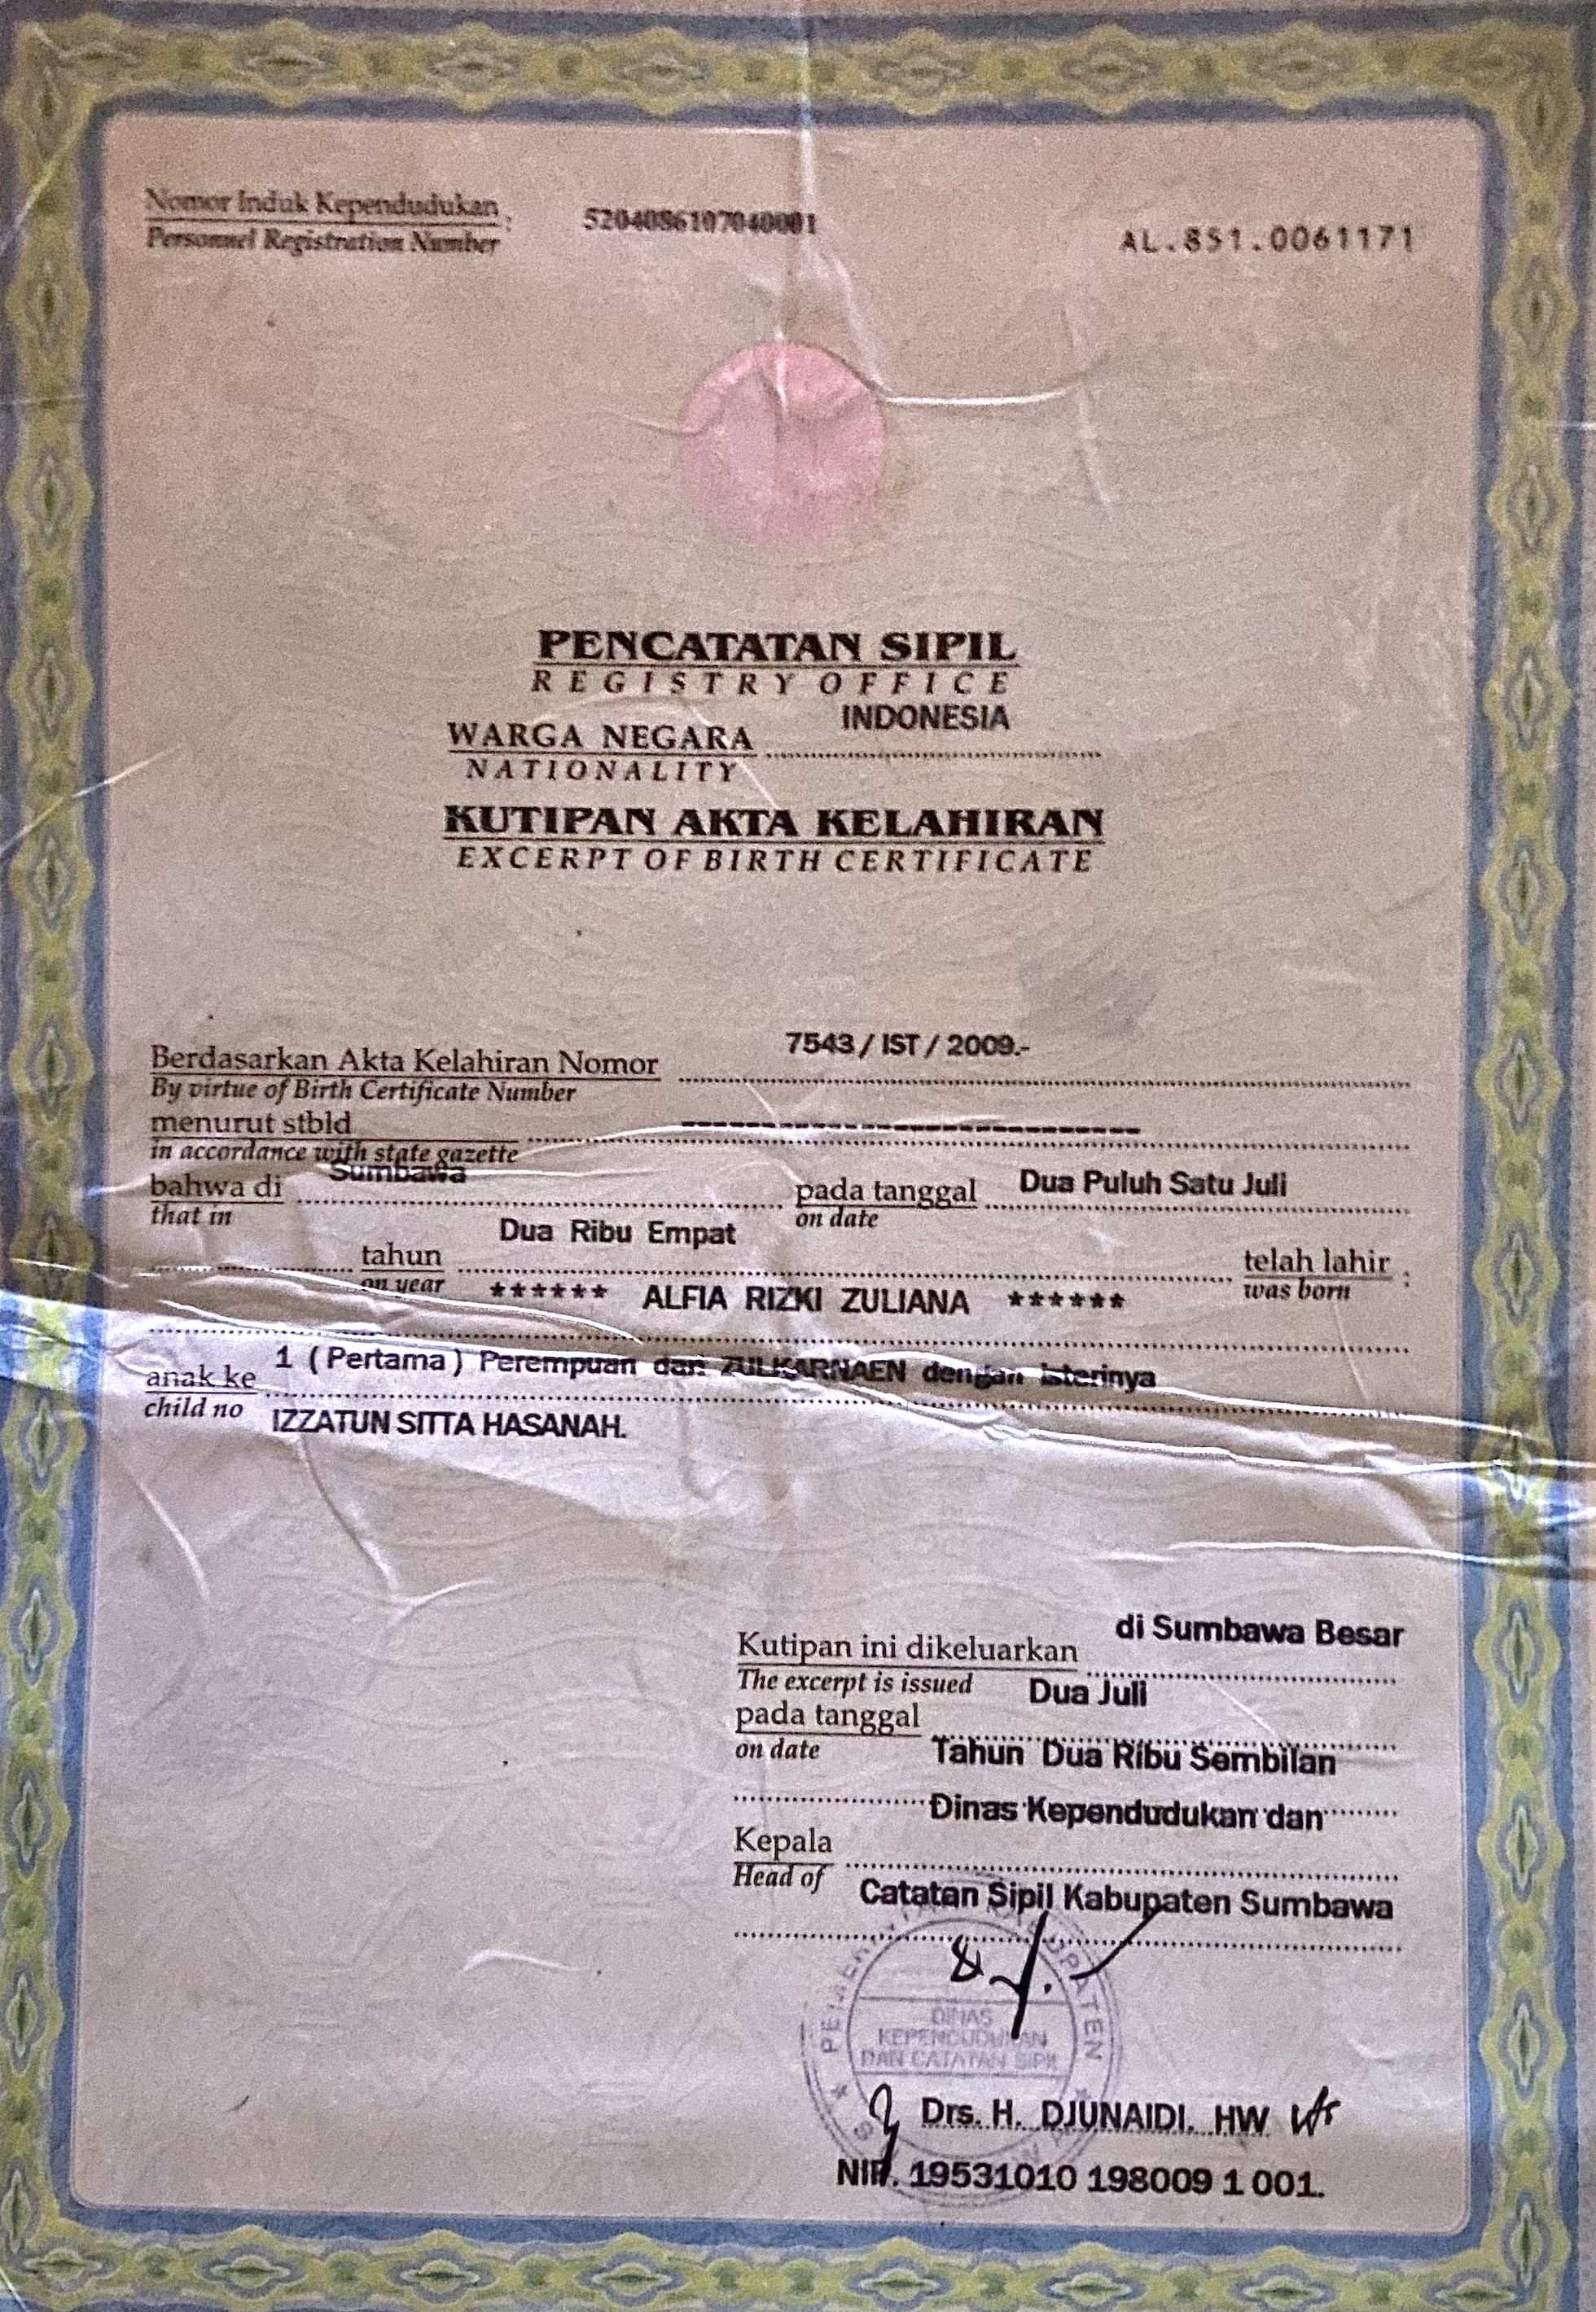 Nomor Induk Kependudukan : 5204086107040001
Personnel Registration Number
AL.851.0061171
PENCATATAN SIPIL
REGISTRY OFFICE
INDONESIA
WARGA NEGARA
NATIONALITY
KUTIPAN AKTA KELAHIRAN
EXCERPT OF BIRTH CERTIFICATE
7543 / IST / 2009.-
Berdasarkan Akta Kelahiran Nomor
By virtue of Birth Certificate Number
menurut stbld -----------------------------
in accordance with state gazette
bahwa di Sumbawa pada tanggal Dua Puluh Satu Juli
that in on date
Dua Ribu Empat
tahun telah lahir :
on year was born
****** ALFIA RIZKI ZULIANA ******
anak ke 1 ( Pertama ) Perempuan dari ZULKARNAEN dengan isterinya
child no IZZATUN SITTA HASANAH.
Kutipan ini dikeluarkan di Sumbawa Besar
The excerpt is issued
pada tanggal Dua Juli
on date Tahun Dua Ribu Sembilan
Dinas Kependudukan dan
Kepala
Head of
Catatan Sipil Kabupaten Sumbawa
DINAS
KEPENDUDUKAN
DAN CATATAN SIPIL
Drs. H. DJUNAIDI. HW
NIP. 19531010 198009 1 001.